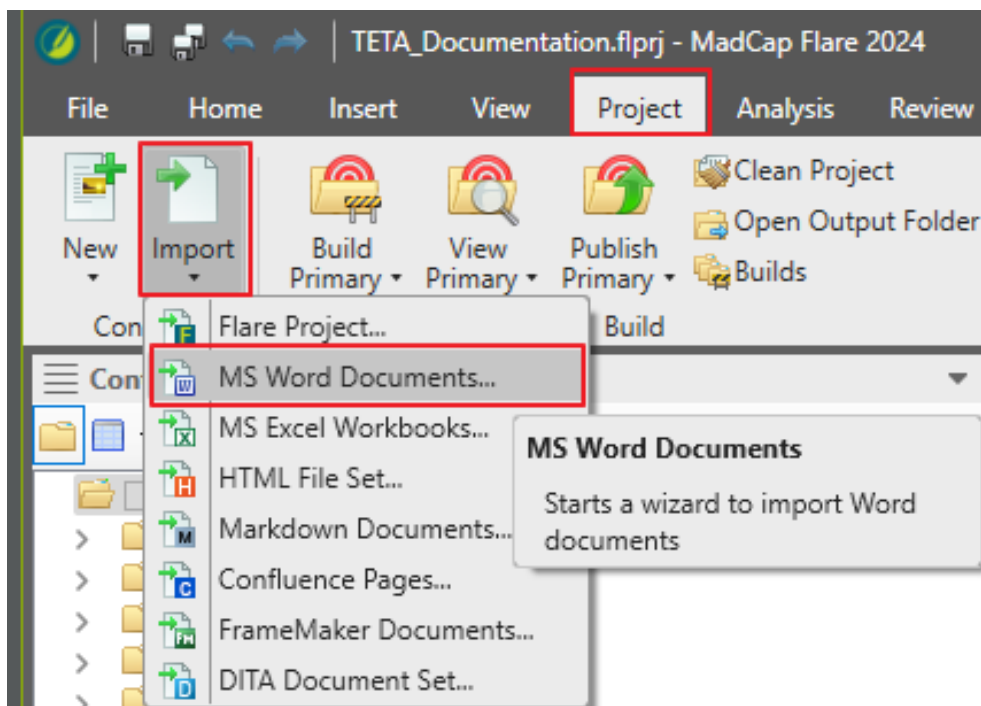 TETA_Documentation.flprj - MadCap Flare 2024
File Home Insert View Project Analysis Review
New Import Build Primary View Primary Publish Primary
Clean Project
Open Output Folder
Builds
Con Build
Flare Project...
Con
MS Word Documents...
MS Excel Workbooks...
MS Word Documents
HTML File Set...
Starts a wizard to import Word
documents
Markdown Documents...
Confluence Pages...
FrameMaker Documents...
DITA Document Set...